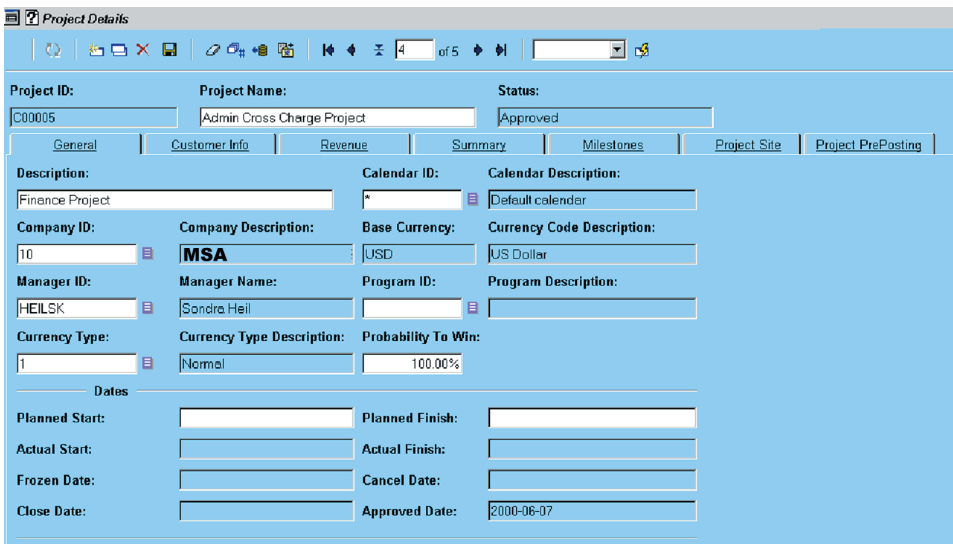 Project Details
4 of 5
Project ID: Project Name: Status:
C00005 Admin Cross Charge Project Approved
General Customer Info Revenue Summary Milestones Project Site Project PrePosting
Description: Calendar ID: Calendar Description:
Finance Project * Default calendar
Company ID: Company Description: Base Currency: Currency Code Description:
10 MSA USD US Dollar
Manager ID: Manager Name: Program ID: Program Description:
HEILSK Sondra Heil
Currency Type: Currency Type Description: Probability To Win:
1 Normal 100.00%
Dates
Planned Start: Planned Finish:
Actual Start: Actual Finish:
Frozen Date: Cancel Date:
Close Date: Approved Date: 2000-06-07